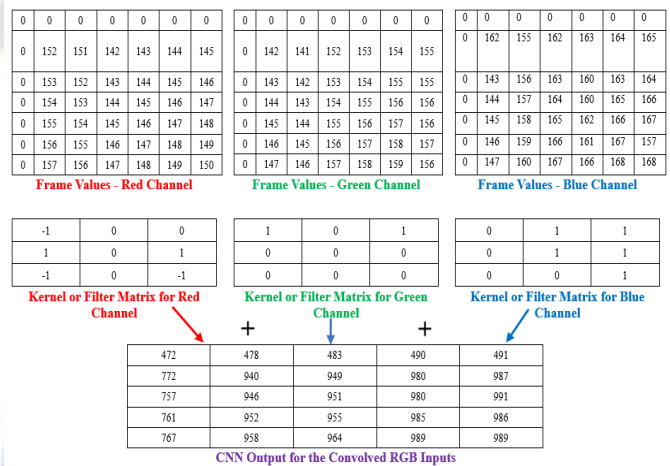 0 0 0 0 0 0 0
0 152 151 142 143 144 145
0 153 152 143 144 145 146
0 154 153 144 145 146 147
0 155 154 145 146 147 148
0 156 155 146 147 148 149
0 157 156 147 148 149 150
Frame Values - Red Channel
0 0 0 0 0 0 0
0 142 141 152 153 154 155
0 143 142 153 154 155 155
0 144 143 154 155 156 156
0 145 144 155 156 157 156
0 146 145 156 157 158 157
0 147 146 157 158 159 156
Frame Values - Green Channel
0 0 0 0 0 0 0
0 162 155 162 163 164 165
0 143 156 163 160 163 164
0 144 157 164 160 165 166
0 145 158 165 162 166 167
0 146 159 166 161 167 157
0 147 160 167 166 168 168
Frame Values - Blue Channel
-1 0 0
1 0 1
-1 0 -1
Kernel or Filter Matrix for Red
Channel
1 0 1
0 0 0
0 0 0
Kernel or Filter Matrix for Green
Channel
0 1 1
0 1 1
0 0 1
Kernel or Filter Matrix for Blue
Channel
+ +
472 478 483 490 491
772 940 949 980 987
757 946 951 980 991
761 952 955 985 986
767 958 964 989 989
CNN Output for the Convolved RGB Inputs